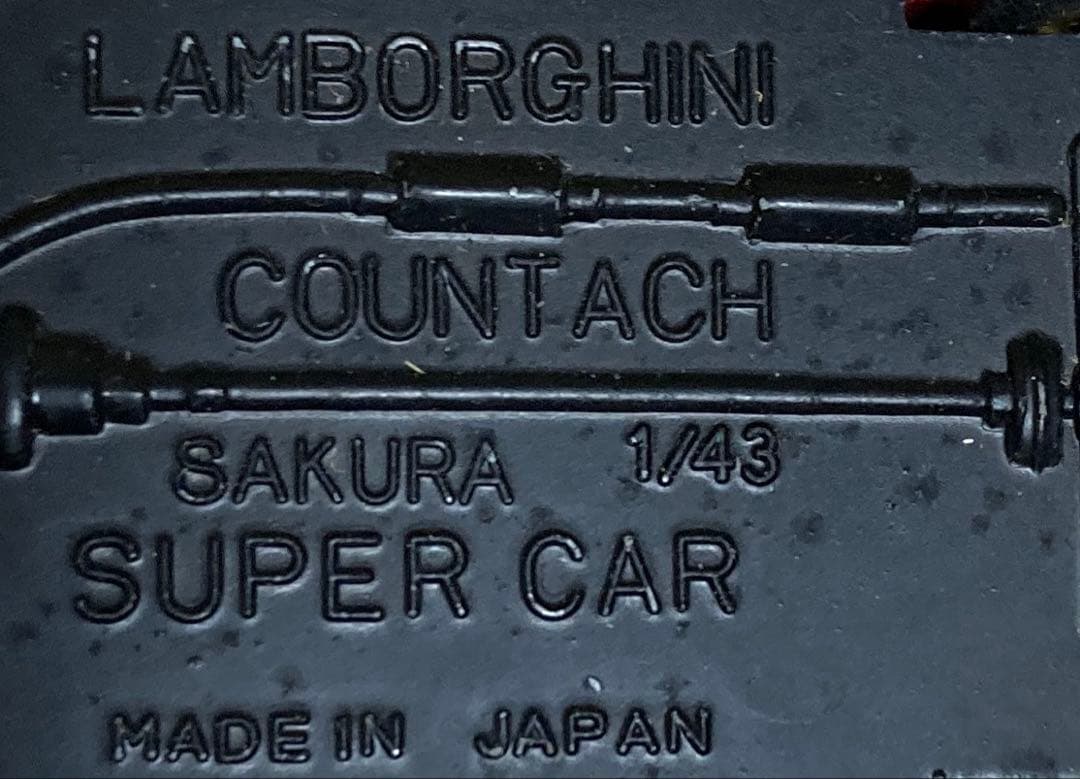 LAMBORGHINI
COUNTACH
SAKURA 1/43
SUPER CAR
MADE IN JAPAN